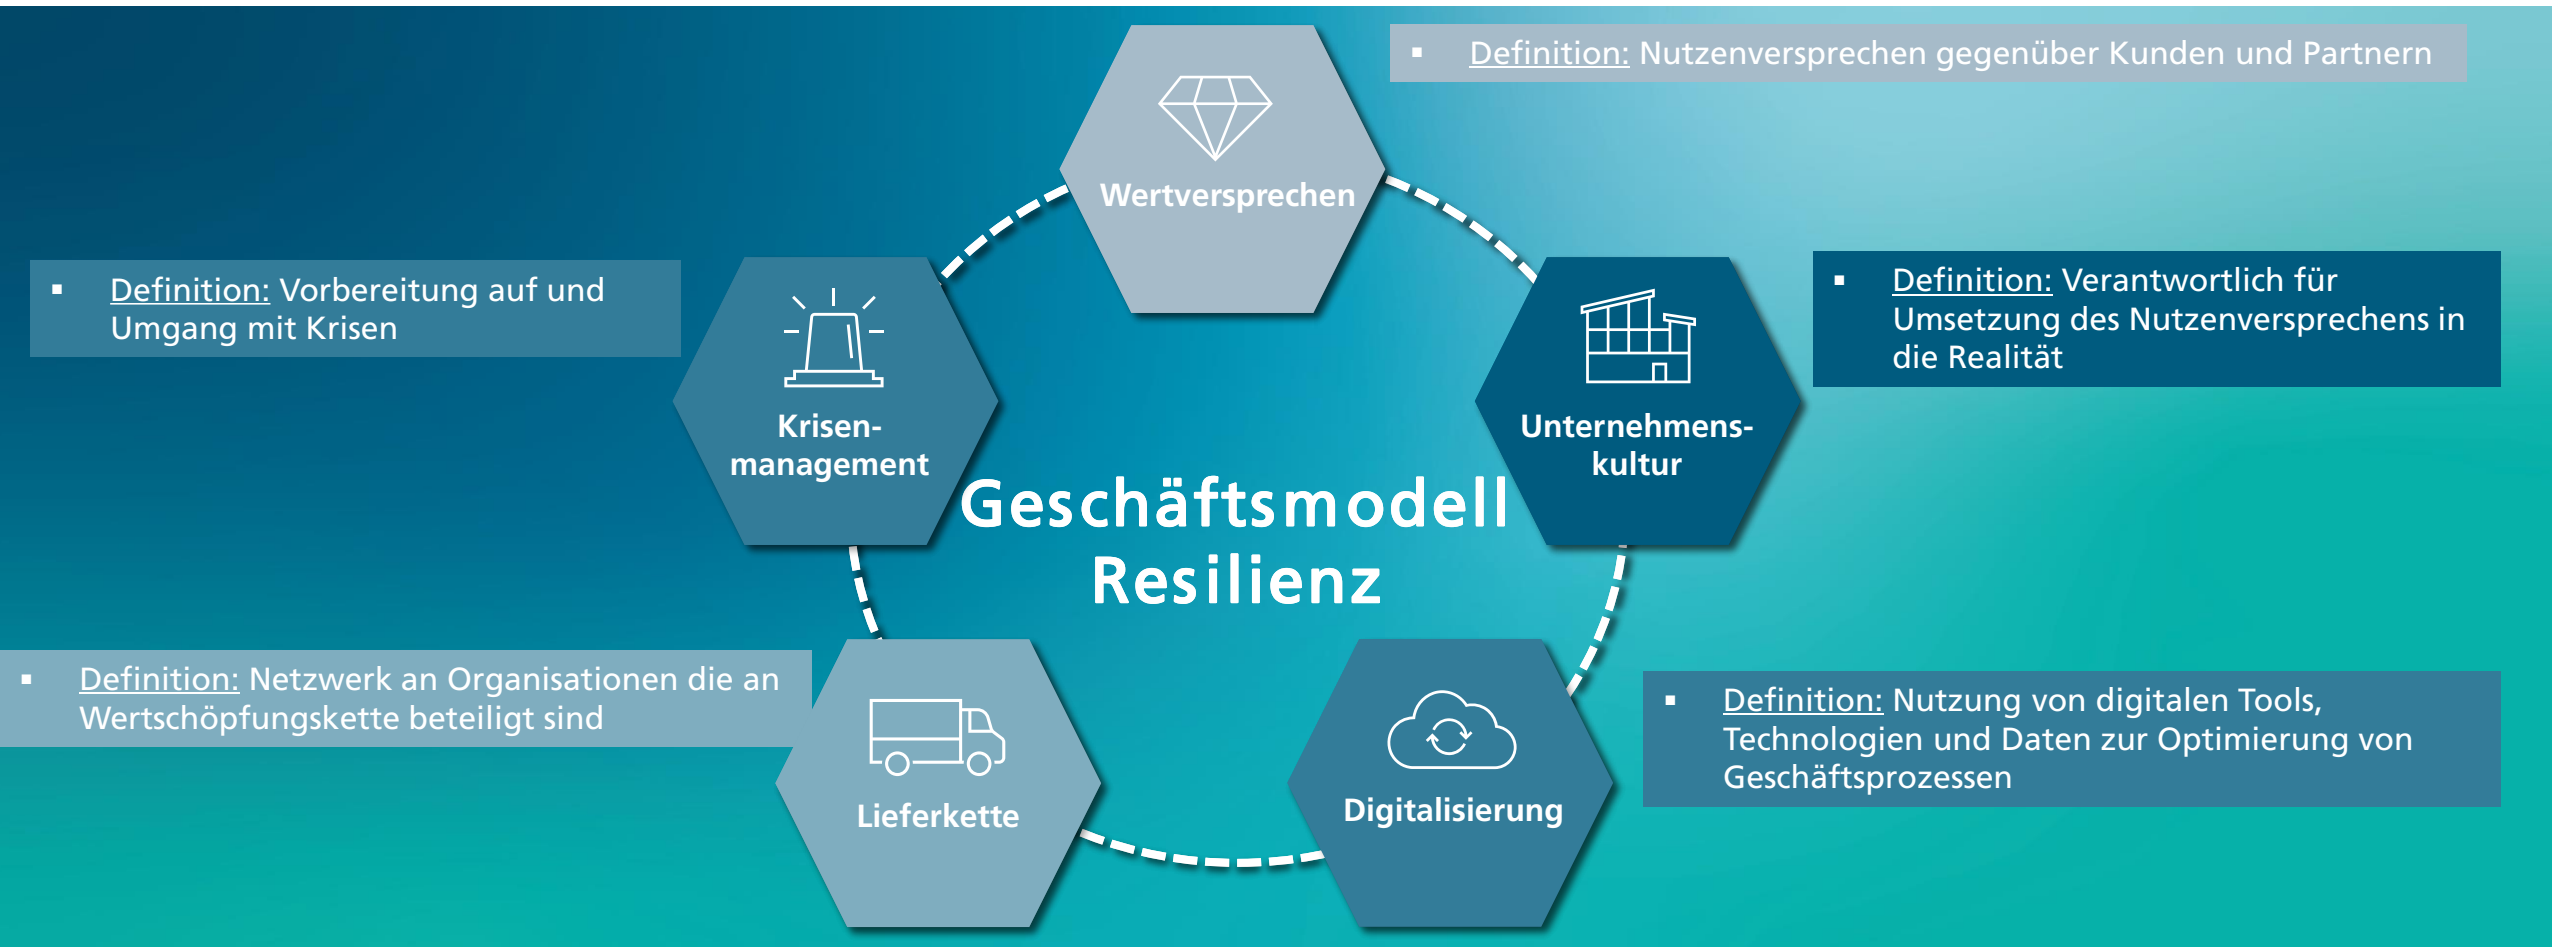 ▪ Definition: Nutzenversprechen gegenüber Kunden und Partnern
Wertversprechen
▪ Definition: Verantwortlich für
Umsetzung des Nutzenversprechens in
die Realität
Unternehmens-
kultur
▪ Definition: Vorbereitung auf und
Umgang mit Krisen
Krisen-
management
Geschäftsmodell
Resilienz
▪ Definition: Netzwerk an Organisationen die an
Wertschöpfungskette beteiligt sind
Lieferkette
Digitalisierung
▪ Definition: Nutzung von digitalen Tools,
Technologien und Daten zur Optimierung von
Geschäftsprozessen